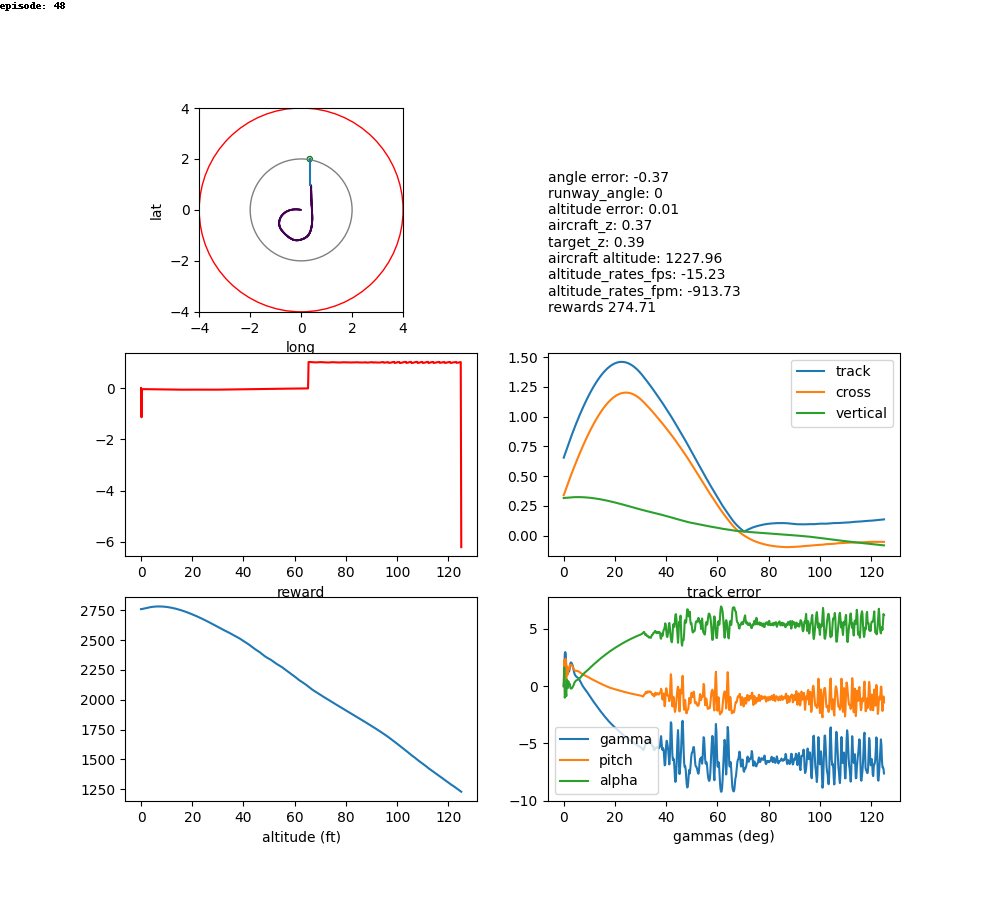 episode: 48
4
2
0
−2
−4
lat
−4 −2 0 2 4
long
angle error: -0.37
runway_angle: 0
altitude error: 0.01
aircraft_z: 0.37
target_z: 0.39
aircraft altitude: 1227.96
altitude_rates_fps: -15.23
altitude_rates_fpm: -913.73
rewards 274.71
0
−2
−4
−6
0 20 40 60 80 100 120
reward
1.50
1.25
1.00
0.75
0.50
0.25
0.00
track
cross
vertical
0 20 40 60 80 100 120
track error
2750
2500
2250
2000
1750
1500
1250
0 20 40 60 80 100 120
altitude (ft)
5
0
−5
−10
gamma
pitch
alpha
0 20 40 60 80 100 120
gammas (deg)